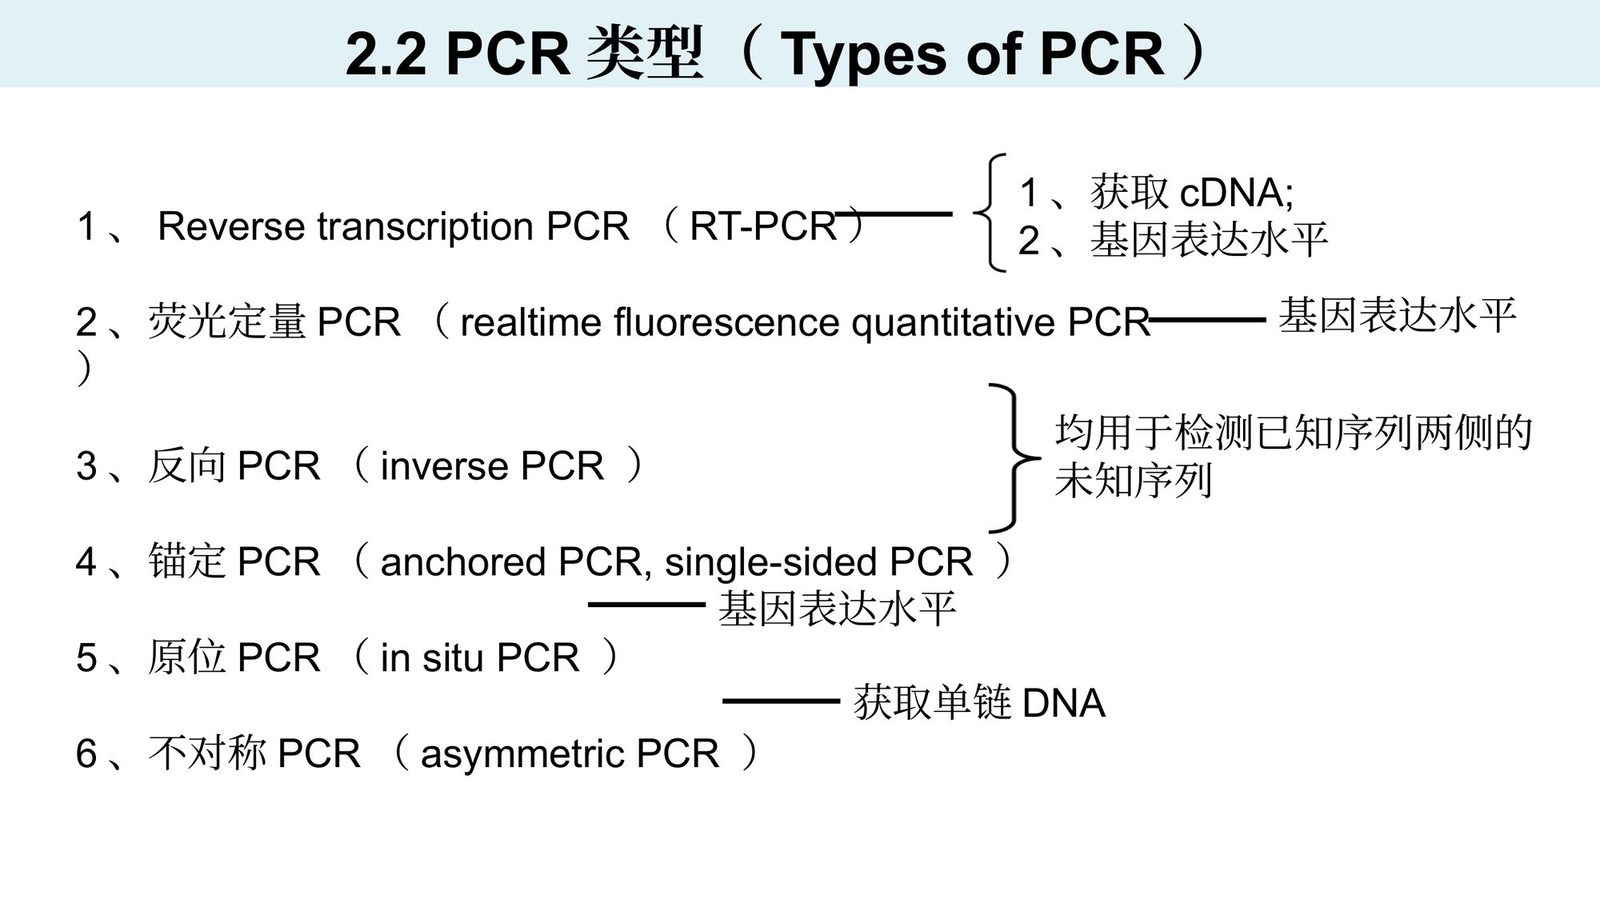 2.2 PCR 类型（Types of PCR）
1、 Reverse transcription PCR （RT-PCR）
1、获取 cDNA;
2、基因表达水平
2、荧光定量 PCR （realtime fluorescence quantitative PCR
）
基因表达水平
3、反向 PCR （inverse PCR ）
均用于检测已知序列两侧的
未知序列
4、锚定 PCR （anchored PCR, single-sided PCR ）
基因表达水平
5、原位 PCR （in situ PCR ）
获取单链 DNA
6、不对称 PCR （asymmetric PCR ）